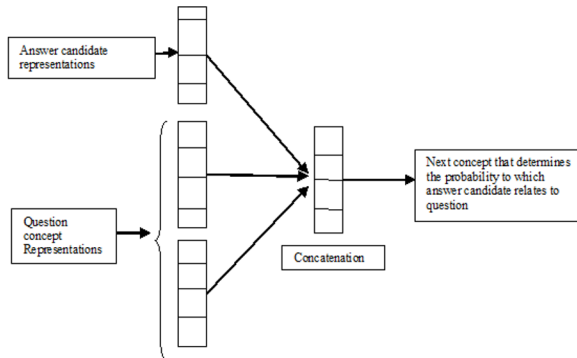 Answer candidate
representations
Question
concept
Representations
Concatenation
Next concept that determines
the probability to which
answer candidate relates to
question